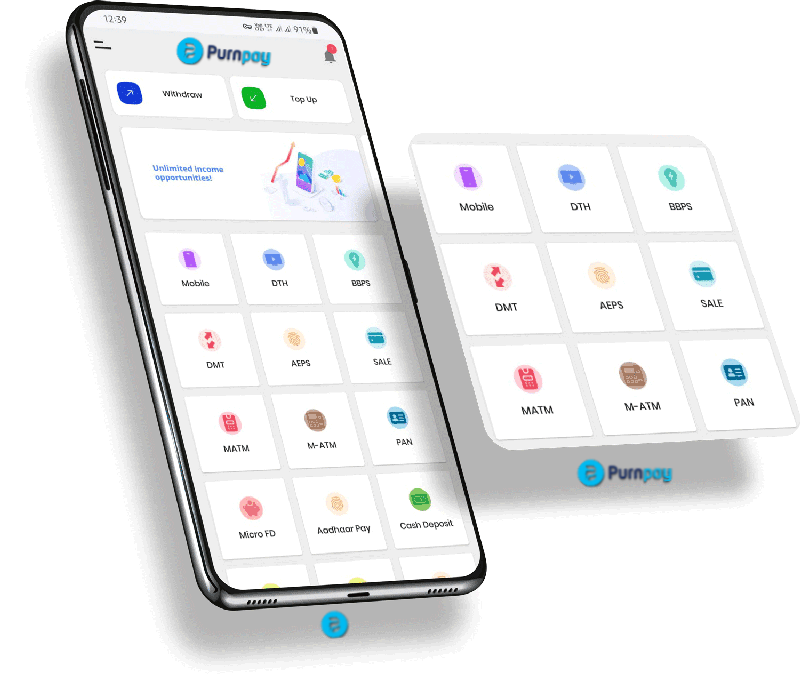 12:39
91%
Purnpay
Withdraw
Top Up
Unlimited income
opportunities!
Mobile
DTH
BBPS
DMT
AEPS
SALE
MATM
M-ATM
PAN
Micro FD
Aadhaar Pay
Cash Deposit
Mobile
DTH
BBPS
DMT
AEPS
SALE
MATM
M-ATM
PAN
Purnpay